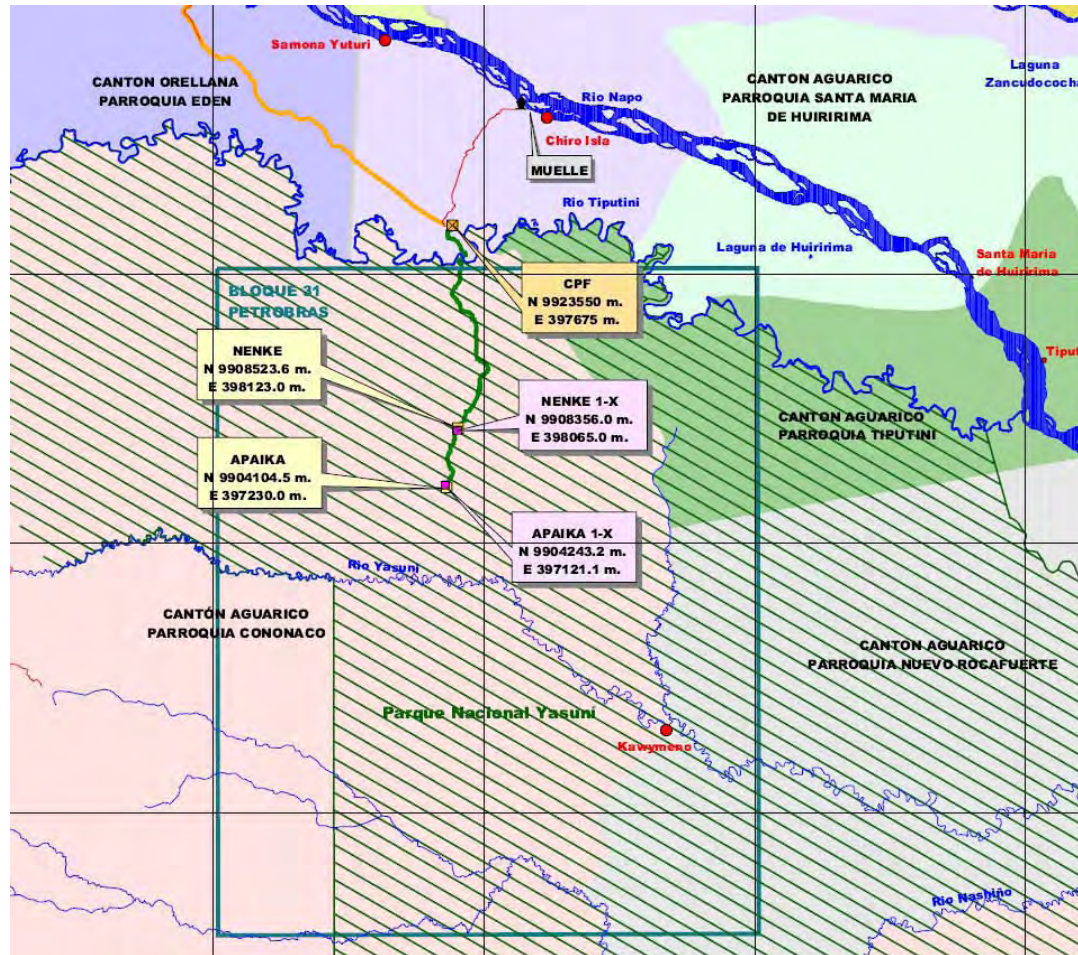 Samona Yuturi
CANTON ORELLANA
PARROQUIA EDEN
CANTON AGUARICO
PARROQUIA SANTA MARIA
DE HUIRIRIMA
Laguna
Zancudococha
Rio Napo
Chiro Isla
MUELLE
Rio Tiputini
Laguna de Huiririma
Santa Maria
de Huiririma
BLOQUE 31
PETROBRAS
CPF
N 9923550 m.
E 397675 m.
NENKE
N 9908523.6 m.
E 398123.0 m.
Tiput
NENKE 1-X
N 9908356.0 m.
E 398065.0 m.
CANTON AGUARICO
PARROQUIA TIPUTINI
APAIKA
N 9904104.5 m.
E 397230.0 m.
APAIKA 1-X
N 9904243.2 m.
E 397121.1 m.
Rio Yasuni
CANTÓN AGUARICO
PARROQUIA CONONACO
CANTON AGUARICO
PARROQUIA NUEVO ROCAFUERTE
Parque Nacional Yasuní
Kawymeno
Rio Nashiño